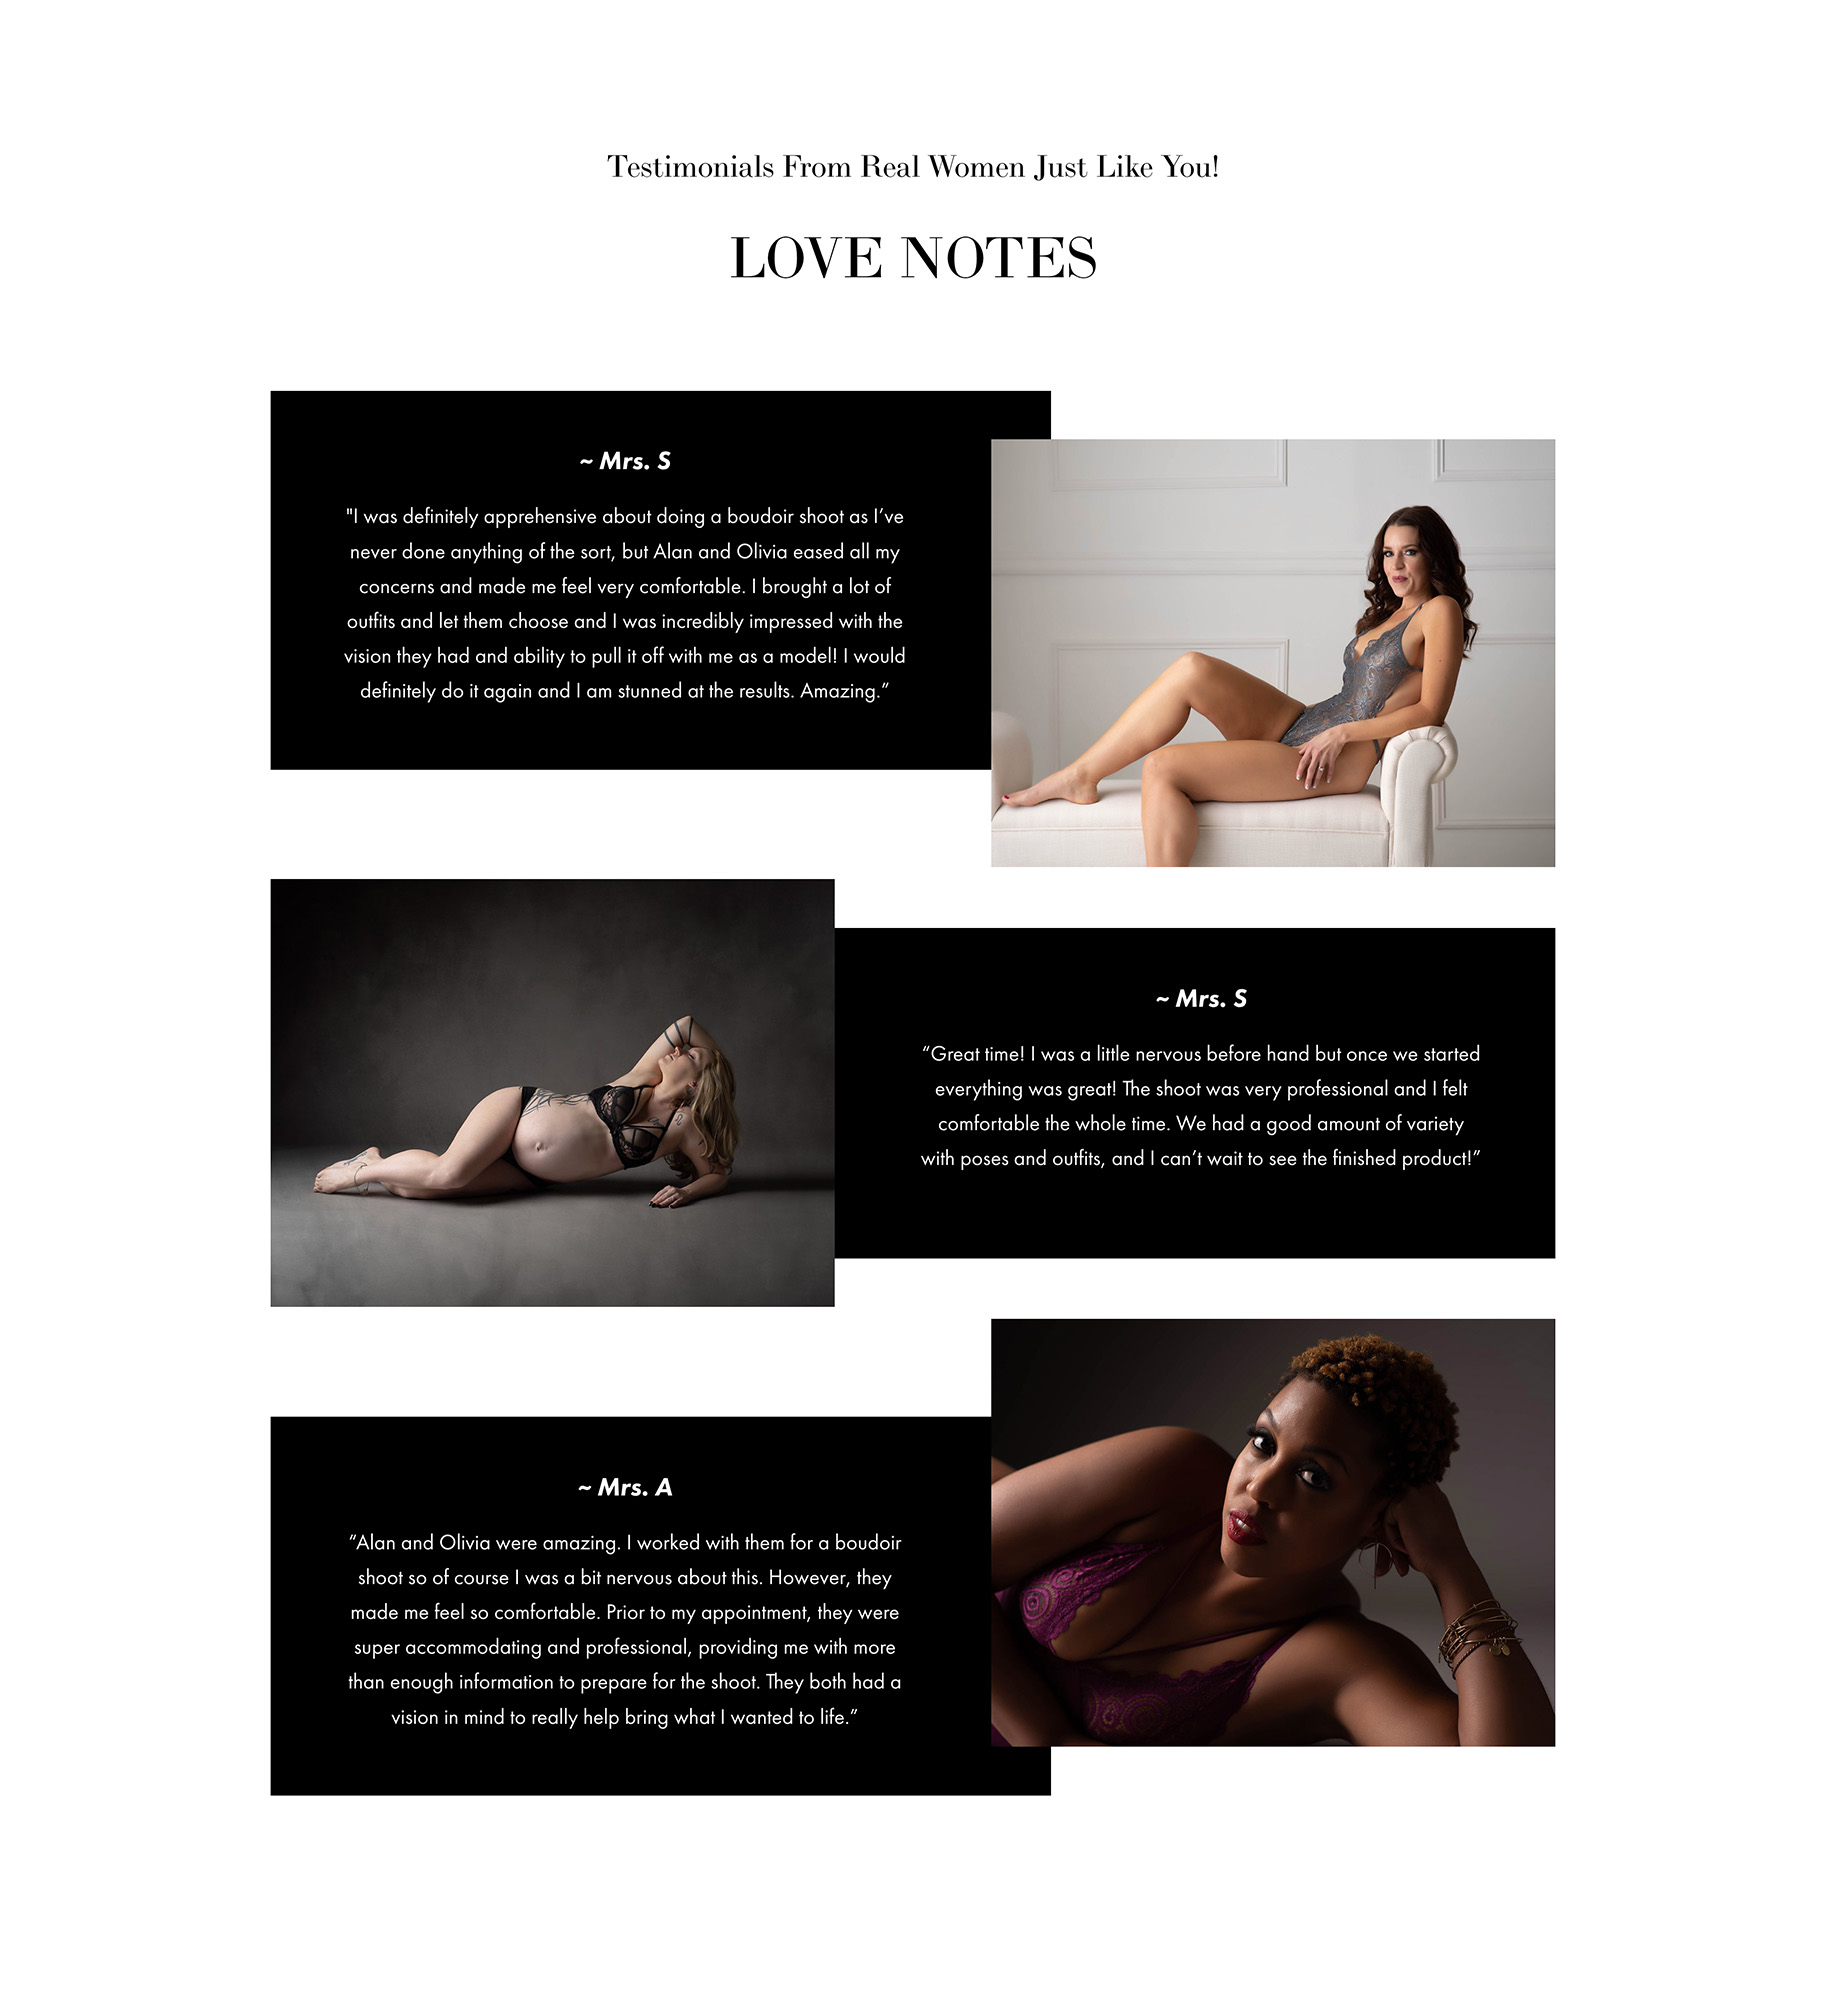 Testimonials From Real Women Just Like You!
LOVE NOTES
~ Mrs. S
"I was definitely apprehensive about doing a boudoir shoot as I’ve
never done anything of the sort, but Alan and Olivia eased all my
concerns and made me feel very comfortable. I brought a lot of
outfits and let them choose and I was incredibly impressed with the
vision they had and ability to pull it off with me as a model! I would
definitely do it again and I am stunned at the results. Amazing.”
~ Mrs. S
“Great time! I was a little nervous before hand but once we started
everything was great! The shoot was very professional and I felt
comfortable the whole time. We had a good amount of variety
with poses and outfits, and I can’t wait to see the finished product!”
~ Mrs. A
“Alan and Olivia were amazing. I worked with them for a boudoir
shoot so of course I was a bit nervous about this. However, they
made me feel so comfortable. Prior to my appointment, they were
super accommodating and professional, providing me with more
than enough information to prepare for the shoot. They both had a
vision in mind to really help bring what I wanted to life.”